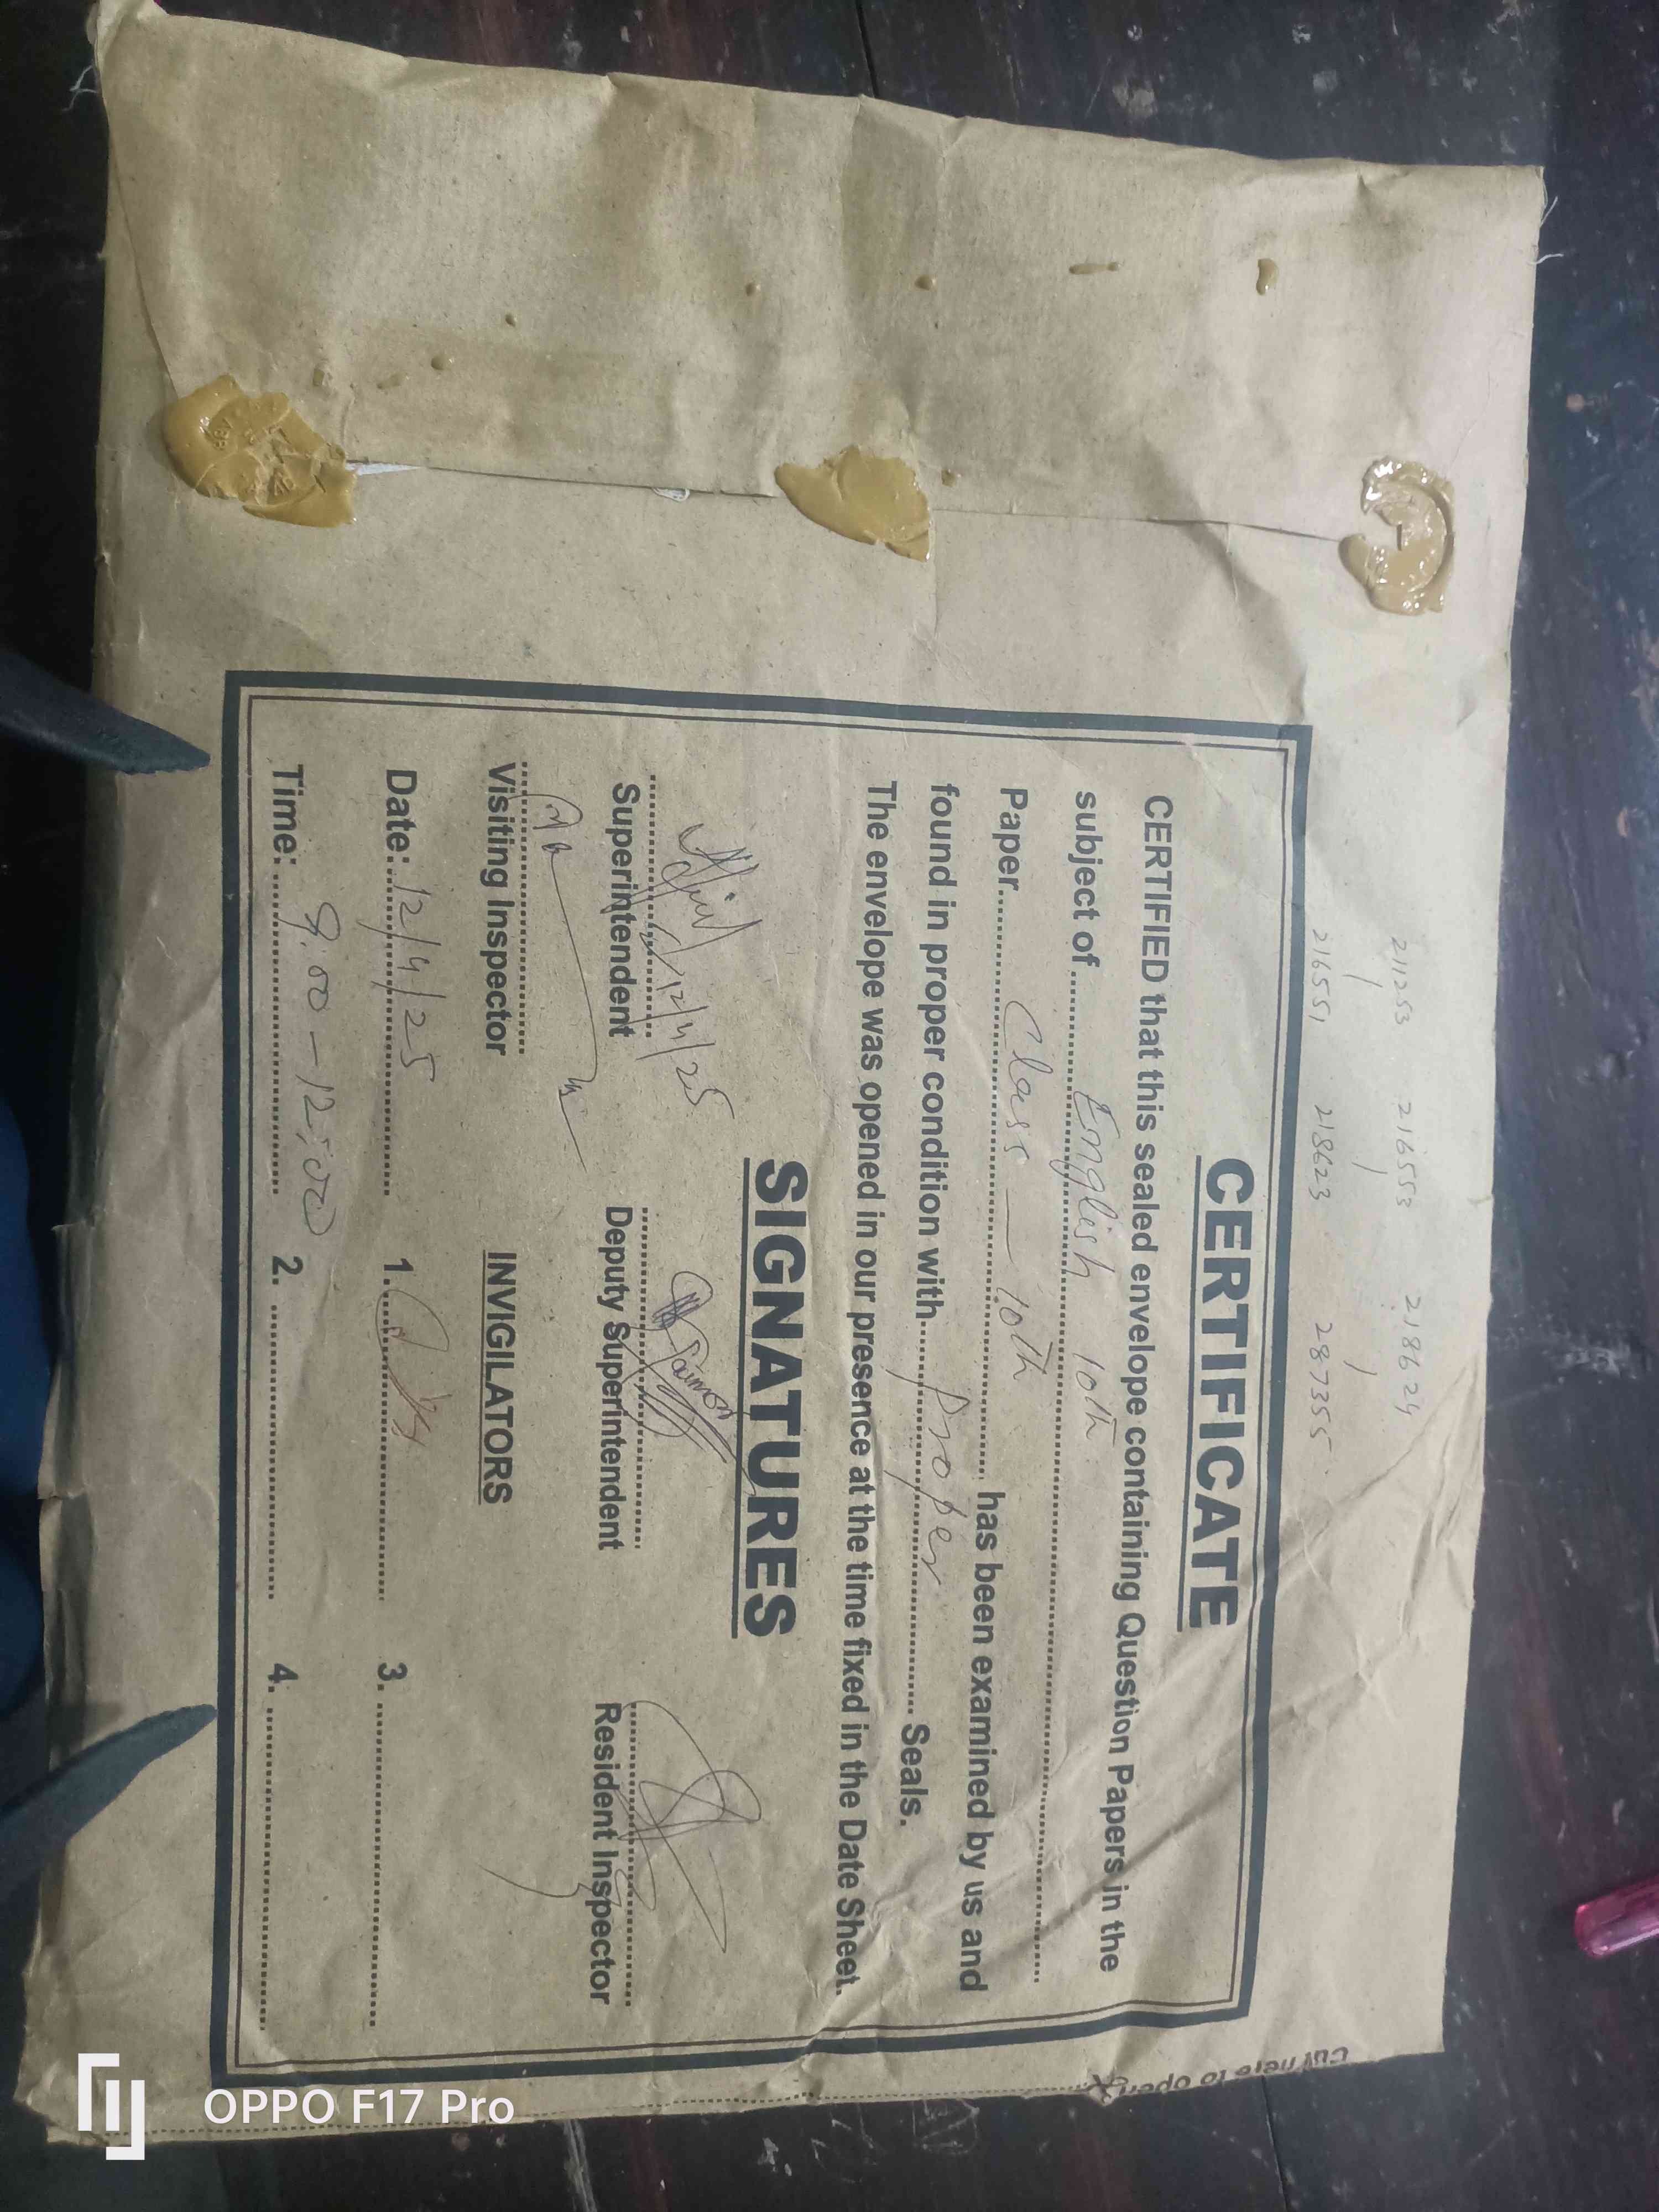 211253 216553 218624
216551 218623 287355
CERTIFICATE
CERTIFIED that this sealed envelope containing Question Papers in the
subject of.......... English 10th ..........
Paper.......... Class — 10th .......... has been examined by us and
found in proper condition with.......... Proper .......... Seals.
The envelope was opened in our presence at the time fixed in the Date Sheet.
SIGNATURES
12/4/25
Superintendent Deputy Superintendent Resident Inspector
Visiting Inspector INVIGILATORS
Date: 12/4/25 1. .......... 3. ..........
Time: 9:00 – 12:00 2. .......... 4. ..........
Cut here to open
OPPO F17 Pro